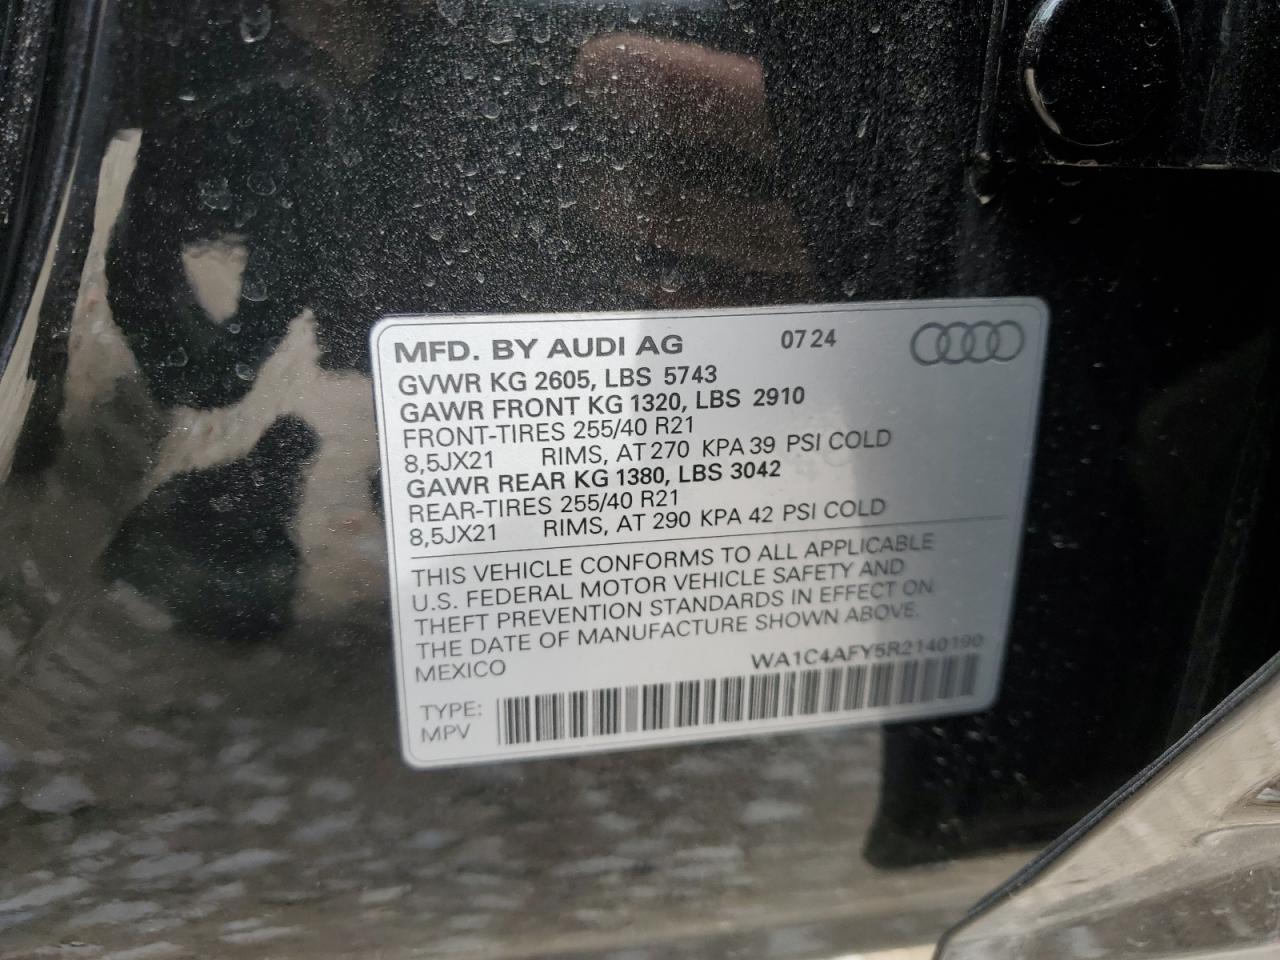 MFD. BY AUDI AG 07 24
GVWR KG 2605, LBS 5743
GAWR FRONT KG 1320, LBS 2910
FRONT-TIRES 255/40 R21
8,5JX21 RIMS, AT 270 KPA 39 PSI COLD
GAWR REAR KG 1380, LBS 3042
REAR-TIRES 255/40 R21
8,5JX21 RIMS, AT 290 KPA 42 PSI COLD
THIS VEHICLE CONFORMS TO ALL APPLICABLE
U.S. FEDERAL MOTOR VEHICLE SAFETY AND
THEFT PREVENTION STANDARDS IN EFFECT ON
THE DATE OF MANUFACTURE SHOWN ABOVE.
MEXICO WA1C4AFY5R2140190
TYPE:
MPV